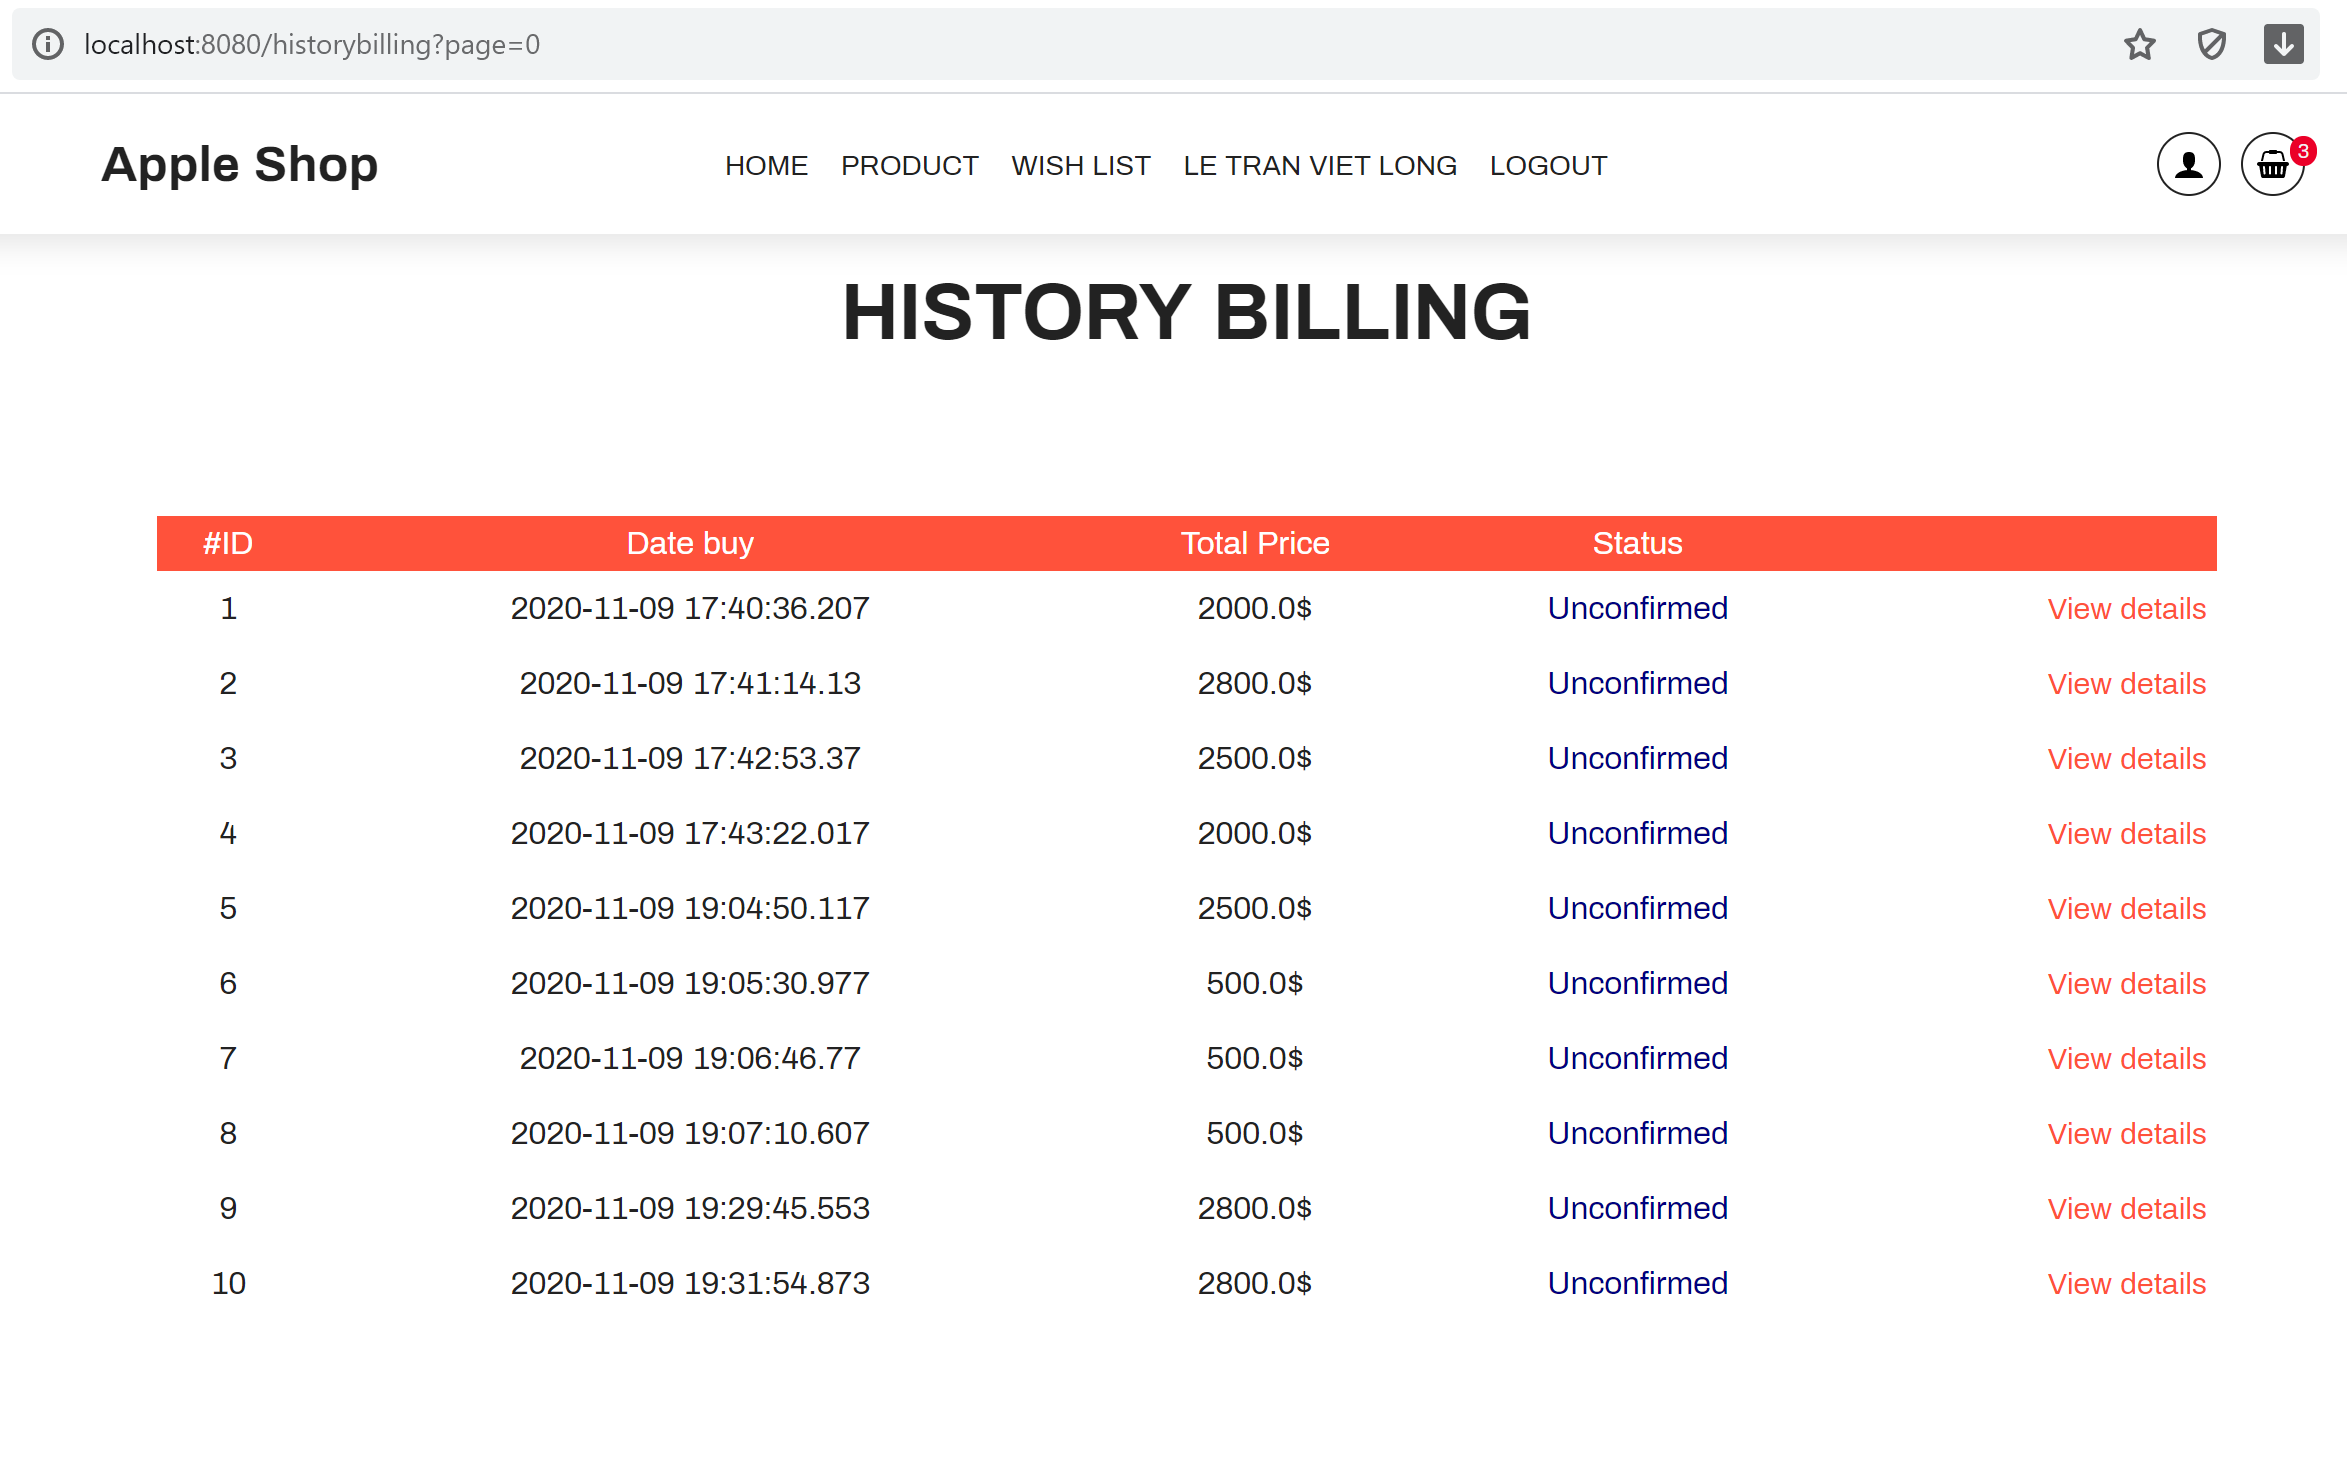 localhost:8080/historybilling?page=0
Apple Shop HOME PRODUCT WISH LIST LE TRAN VIET LONG LOGOUT 3
HISTORY BILLING
#ID Date buy Total Price Status
1 2020-11-09 17:40:36.207 2000.0$ Unconfirmed View details
2 2020-11-09 17:41:14.13 2800.0$ Unconfirmed View details
3 2020-11-09 17:42:53.37 2500.0$ Unconfirmed View details
4 2020-11-09 17:43:22.017 2000.0$ Unconfirmed View details
5 2020-11-09 19:04:50.117 2500.0$ Unconfirmed View details
6 2020-11-09 19:05:30.977 500.0$ Unconfirmed View details
7 2020-11-09 19:06:46.77 500.0$ Unconfirmed View details
8 2020-11-09 19:07:10.607 500.0$ Unconfirmed View details
9 2020-11-09 19:29:45.553 2800.0$ Unconfirmed View details
10 2020-11-09 19:31:54.873 2800.0$ Unconfirmed View details